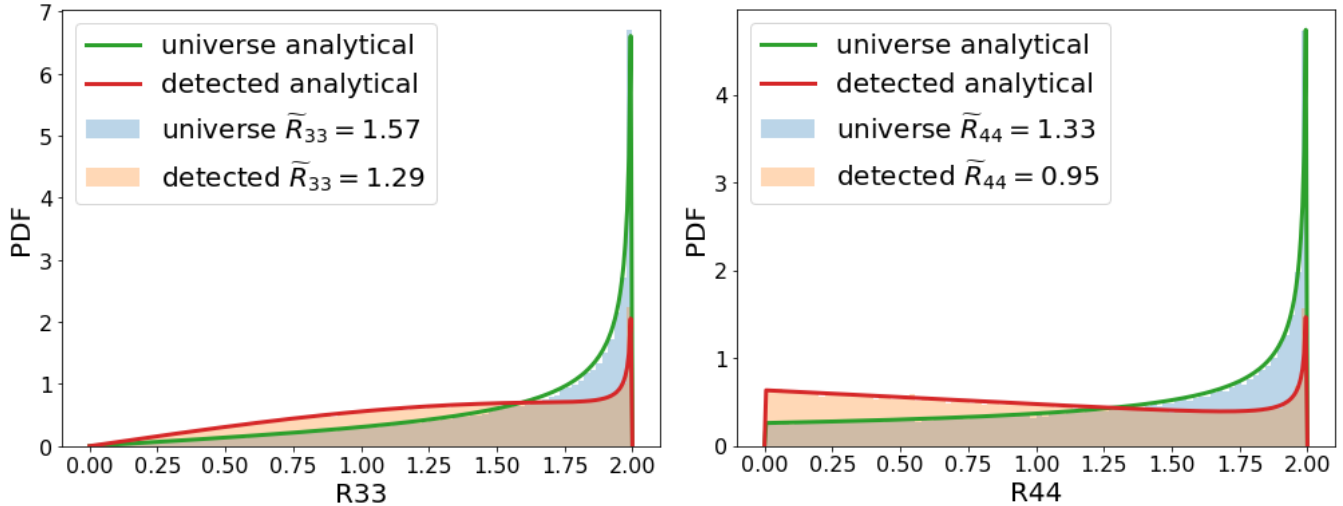 universe analytical
detected analytical
universe R̃₃₃ = 1.57
detected R̃₃₃ = 1.29
PDF
7
6
5
4
3
2
1
0
0.00 0.25 0.50 0.75 1.00 1.25 1.50 1.75 2.00
R33
universe analytical
detected analytical
universe R̃₄₄ = 1.33
detected R̃₄₄ = 0.95
PDF
4
3
2
1
0
0.00 0.25 0.50 0.75 1.00 1.25 1.50 1.75 2.00
R44